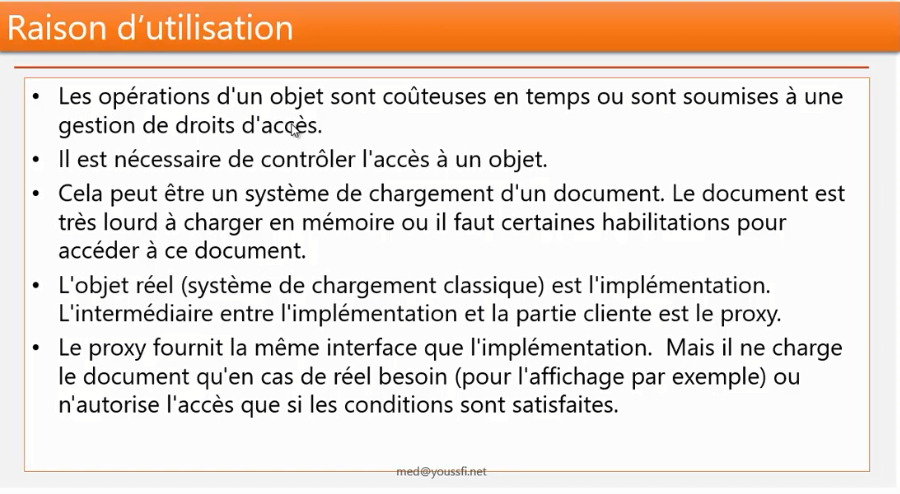 Raison d’utilisation
• Les opérations d'un objet sont coûteuses en temps ou sont soumises à une
gestion de droits d'accès.
• Il est nécessaire de contrôler l'accès à un objet.
• Cela peut être un système de chargement d'un document. Le document est
très lourd à charger en mémoire ou il faut certaines habilitations pour
accéder à ce document.
• L'objet réel (système de chargement classique) est l'implémentation.
L'intermédiaire entre l'implémentation et la partie cliente est le proxy.
• Le proxy fournit la même interface que l'implémentation.  Mais il ne charge
le document qu'en cas de réel besoin (pour l'affichage par exemple) ou
n'autorise l'accès que si les conditions sont satisfaites.
med@youssfi.net